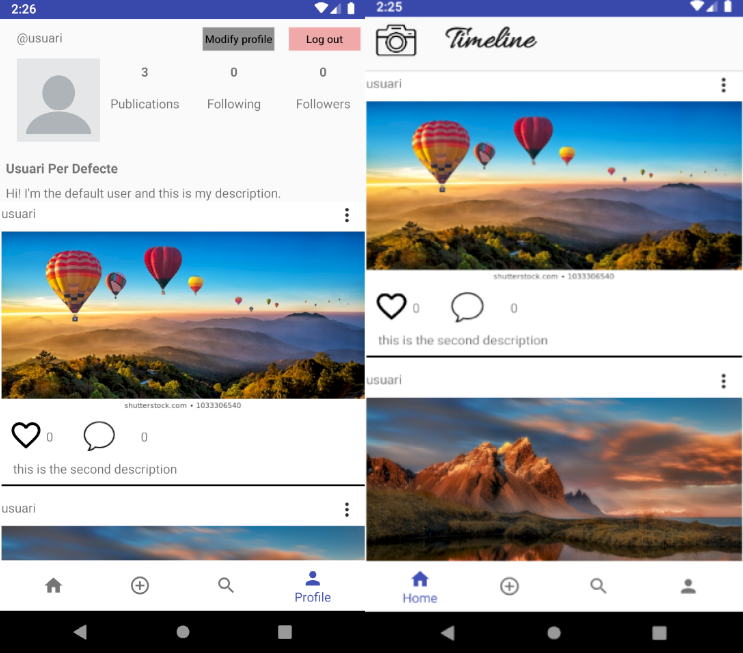 2:26
@usuari
Modify profile
Log out
3
0
0
Publications
Following
Followers
Usuari Per Defecte
Hi! I'm the default user and this is my description.
usuari
shutterstock.com • 1033306540
0
0
this is the second description
usuari
Profile
2:25
Timeline
usuari
shutterstock.com • 1033306540
0
0
this is the second description
usuari
Home